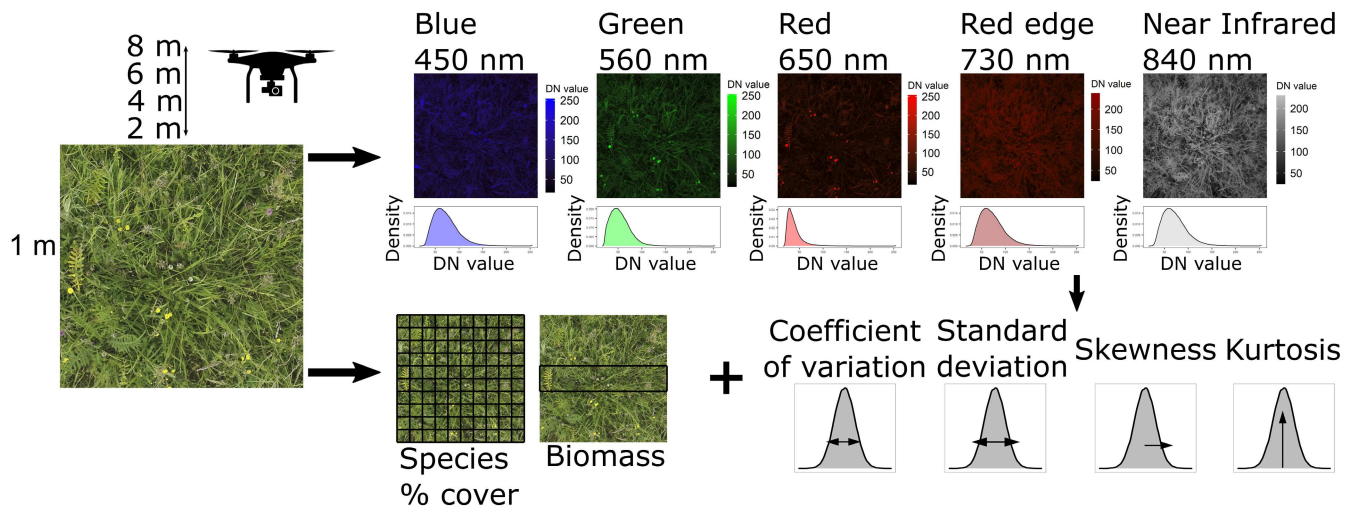 8 m
6 m
4 m
2 m
1 m
Blue
450 nm
DN value
250
200
150
100
50
Density
DN value
Green
560 nm
DN value
250
200
150
100
50
Density
DN value
Red
650 nm
DN value
250
200
150
100
50
Density
DN value
Red edge
730 nm
DN value
200
150
100
50
Density
DN value
Near Infrared
840 nm
DN value
200
150
100
50
Density
DN value
Species
% cover
Biomass
+
Coefficient
of variation
Standard
deviation
Skewness
Kurtosis